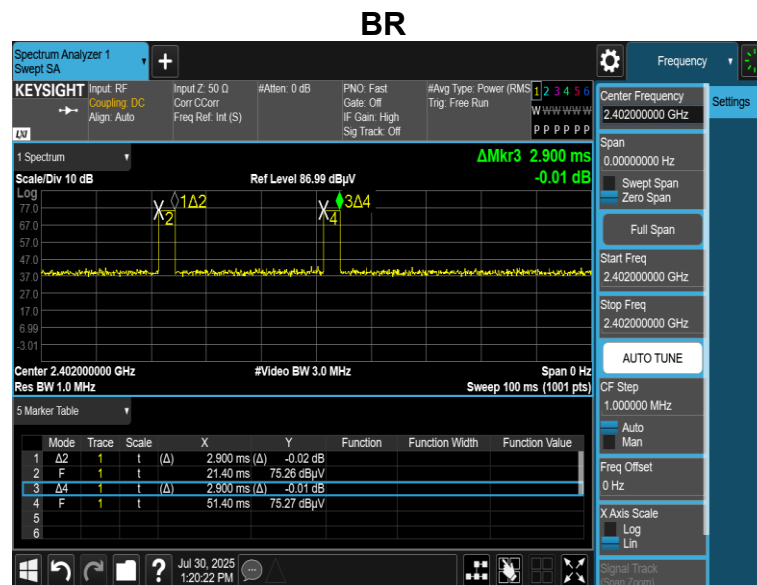 BR
Spectrum Analyzer 1
Swept SA
Frequency
KEYSIGHT
Input: RF
Coupling: DC
Align: Auto
Input Z: 50 Ω
Corr CCorr
Freq Ref: Int (S)
#Atten: 0 dB
PNO: Fast
Gate: Off
IF Gain: High
Sig Track: Off
#Avg Type: Power (RMS
Trig: Free Run
1 2 3 4 5 6
W W W W W W
P P P P P P
LXI
Center Frequency
2.402000000 GHz
Settings
1 Spectrum
ΔMkr3 2.900 ms
-0.01 dB
Scale/Div 10 dB
Ref Level 86.99 dBµV
Log
77.0
67.0
57.0
47.0
37.0
27.0
17.0
6.99
-3.01
2
1Δ2
4
3Δ4
Span
0.00000000 Hz
Swept Span
Zero Span
Full Span
Start Freq
2.402000000 GHz
Stop Freq
2.402000000 GHz
AUTO TUNE
Center 2.402000000 GHz
#Video BW 3.0 MHz
Span 0 Hz
Res BW 1.0 MHz
Sweep 100 ms (1001 pts)
CF Step
1.000000 MHz
Auto
Man
Freq Offset
0 Hz
X Axis Scale
Log
Lin
Signal Track
(Span Zoom)
5 Marker Table
Mode Trace Scale X Y Function Function Width Function Value
1 Δ2 1 t (Δ) 2.900 ms (Δ) -0.02 dB
2 F 1 t 21.40 ms 75.26 dBµV
3 Δ4 1 t (Δ) 2.900 ms (Δ) -0.01 dB
4 F 1 t 51.40 ms 75.27 dBµV
5
6
?
Jul 30, 2025
1:20:22 PM